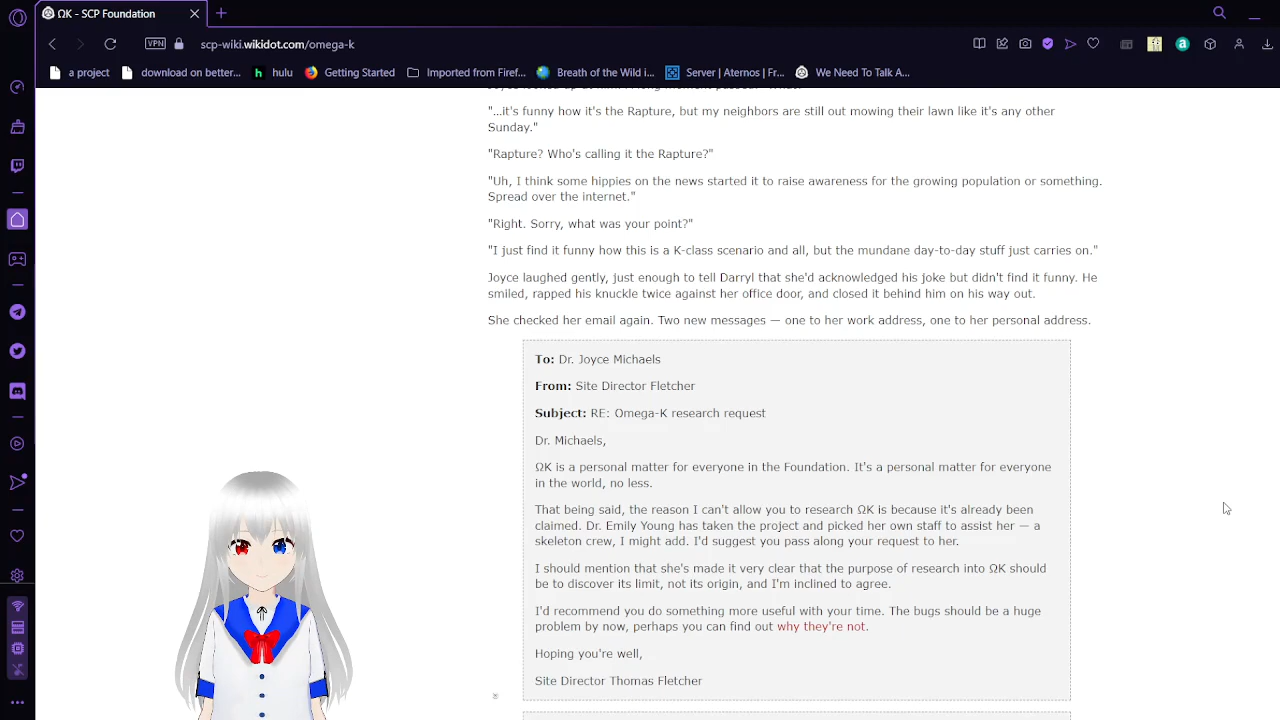 ΩK - SCP Foundation
VPN
scp-wiki.wikidot.com/omega-k
a project
download on better...
h hulu
Getting Started
Imported from Firef...
Breath of the Wild i...
Server | Aternos | Fr...
We Need To Talk A...
"...it's funny how it's the Rapture, but my neighbors are still out mowing their lawn like it's any other
Sunday."
"Rapture? Who's calling it the Rapture?"
"Uh, I think some hippies on the news started it to raise awareness for the growing population or something.
Spread over the internet."
"Right. Sorry, what was your point?"
"I just find it funny how this is a K-class scenario and all, but the mundane day-to-day stuff just carries on."
Joyce laughed gently, just enough to tell Darryl that she'd acknowledged his joke but didn't find it funny. He
smiled, rapped his knuckle twice against her office door, and closed it behind him on his way out.
She checked her email again. Two new messages — one to her work address, one to her personal address.
To: Dr. Joyce Michaels
From: Site Director Fletcher
Subject: RE: Omega-K research request
Dr. Michaels,
ΩK is a personal matter for everyone in the Foundation. It's a personal matter for everyone
in the world, no less.
That being said, the reason I can't allow you to research ΩK is because it's already been
claimed. Dr. Emily Young has taken the project and picked her own staff to assist her — a
skeleton crew, I might add. I'd suggest you pass along your request to her.
I should mention that she's made it very clear that the purpose of research into ΩK should
be to discover its limit, not its origin, and I'm inclined to agree.
I'd recommend you do something more useful with your time. The bugs should be a huge
problem by now, perhaps you can find out why they're not.
Hoping you're well,
Site Director Thomas Fletcher